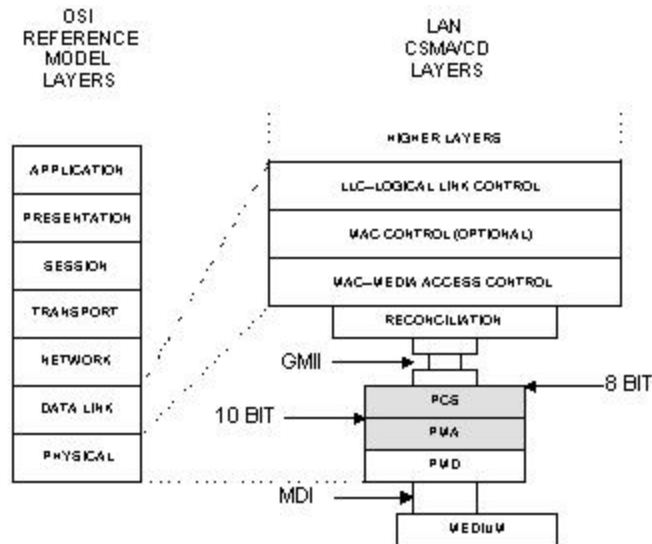 OSI
REFERENCE
MODEL
LAYERS
LAN
CSMA/CD
LAYERS
APPLICATION
PRESENTATION
SESSION
TRANSPORT
NETWORK
DATA LINK
PHYSICAL
HIGHER LAYERS
LLC–LOGICAL LINK CONTROL
MAC CONTROL (OPTIONAL)
MAC–MEDIA ACCESS CONTROL
RECONCILIATION
GMII
8 BIT
PCS
10 BIT
PMA
PMD
MDI
MEDIUM